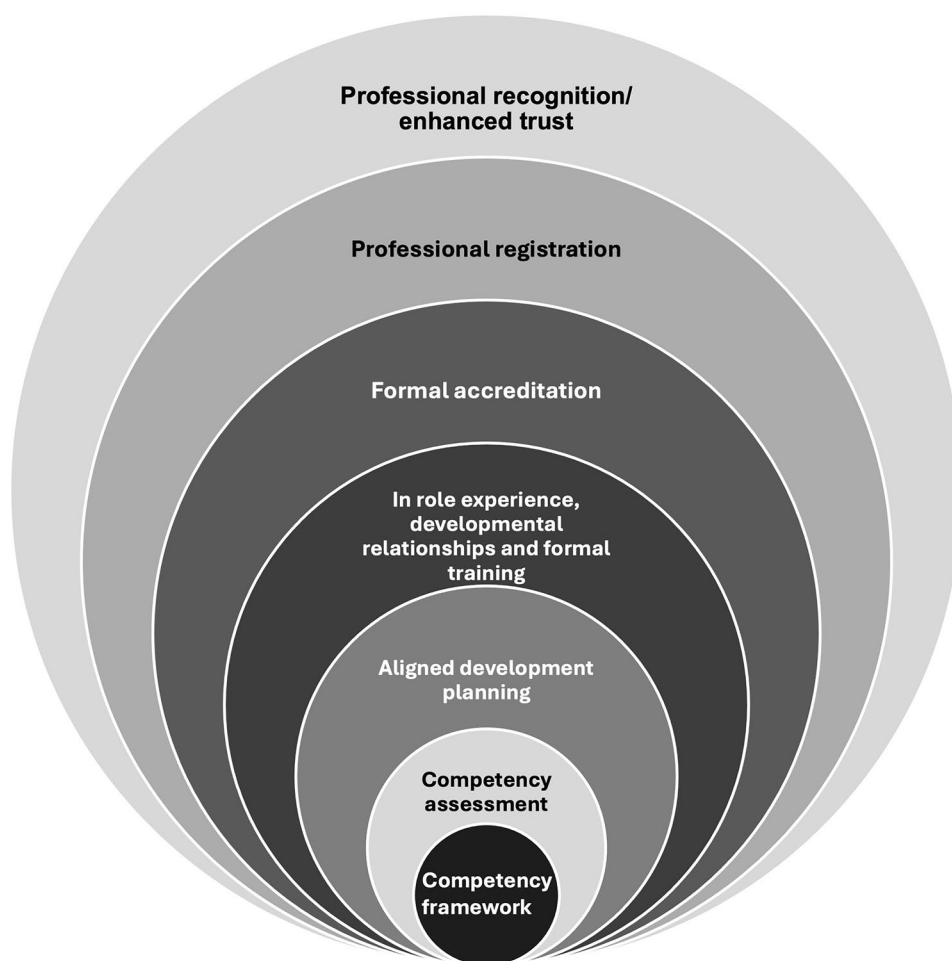 Professional recognition/
enhanced trust
Professional registration
Formal accreditation
In role experience,
developmental
relationships and formal
training
Aligned development
planning
Competency
assessment
Competency
framework